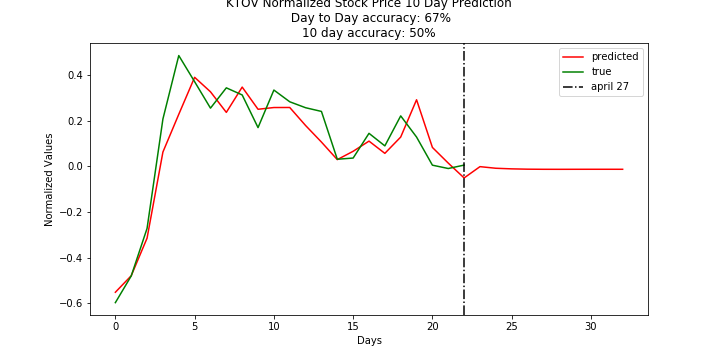 KTOV Normalized Stock Price 10 Day Prediction
Day to Day accuracy: 67%
10 day accuracy: 50%
predicted
true
april 27
Normalized Values
0.4
0.2
0.0
−0.2
−0.4
−0.6
0 5 10 15 20 25 30
Days